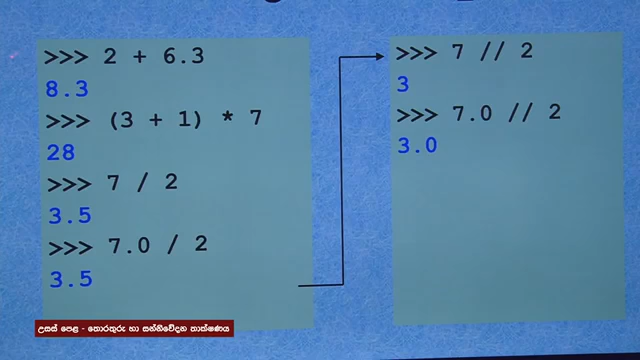 >>> 2 + 6.3
8.3
>>> (3 + 1) * 7
28
>>> 7 / 2
3.5
>>> 7.0 / 2
3.5
>>> 7 // 2
3
>>> 7.0 // 2
3.0
උසස් පෙළ - තොරතුරු හා සන්නිවේදන තාක්ෂණය